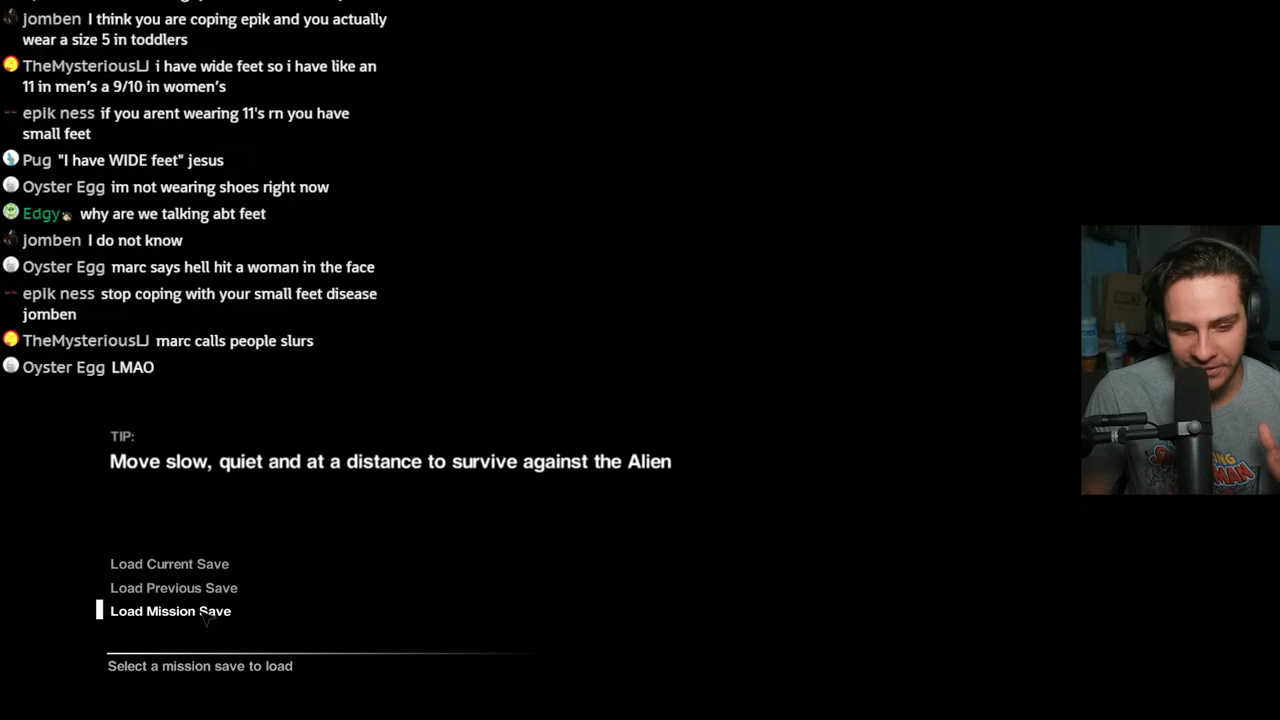 jomben I think you are coping epik and you actually
wear a size 5 in toddlers
TheMysteriousLJ i have wide feet so i have like an
11 in men's a 9/10 in women's
epik ness if you arent wearing 11's rn you have
small feet
Pug "I have WIDE feet" jesus
Oyster Egg im not wearing shoes right now
Edgy why are we talking abt feet
jomben I do not know
Oyster Egg marc says hell hit a woman in the face
epik ness stop coping with your small feet disease
jomben
TheMysteriousLJ marc calls people slurs
Oyster Egg LMAO
TIP:
Move slow, quiet and at a distance to survive against the Alien
Load Current Save
Load Previous Save
Load Mission Save
Select a mission save to load